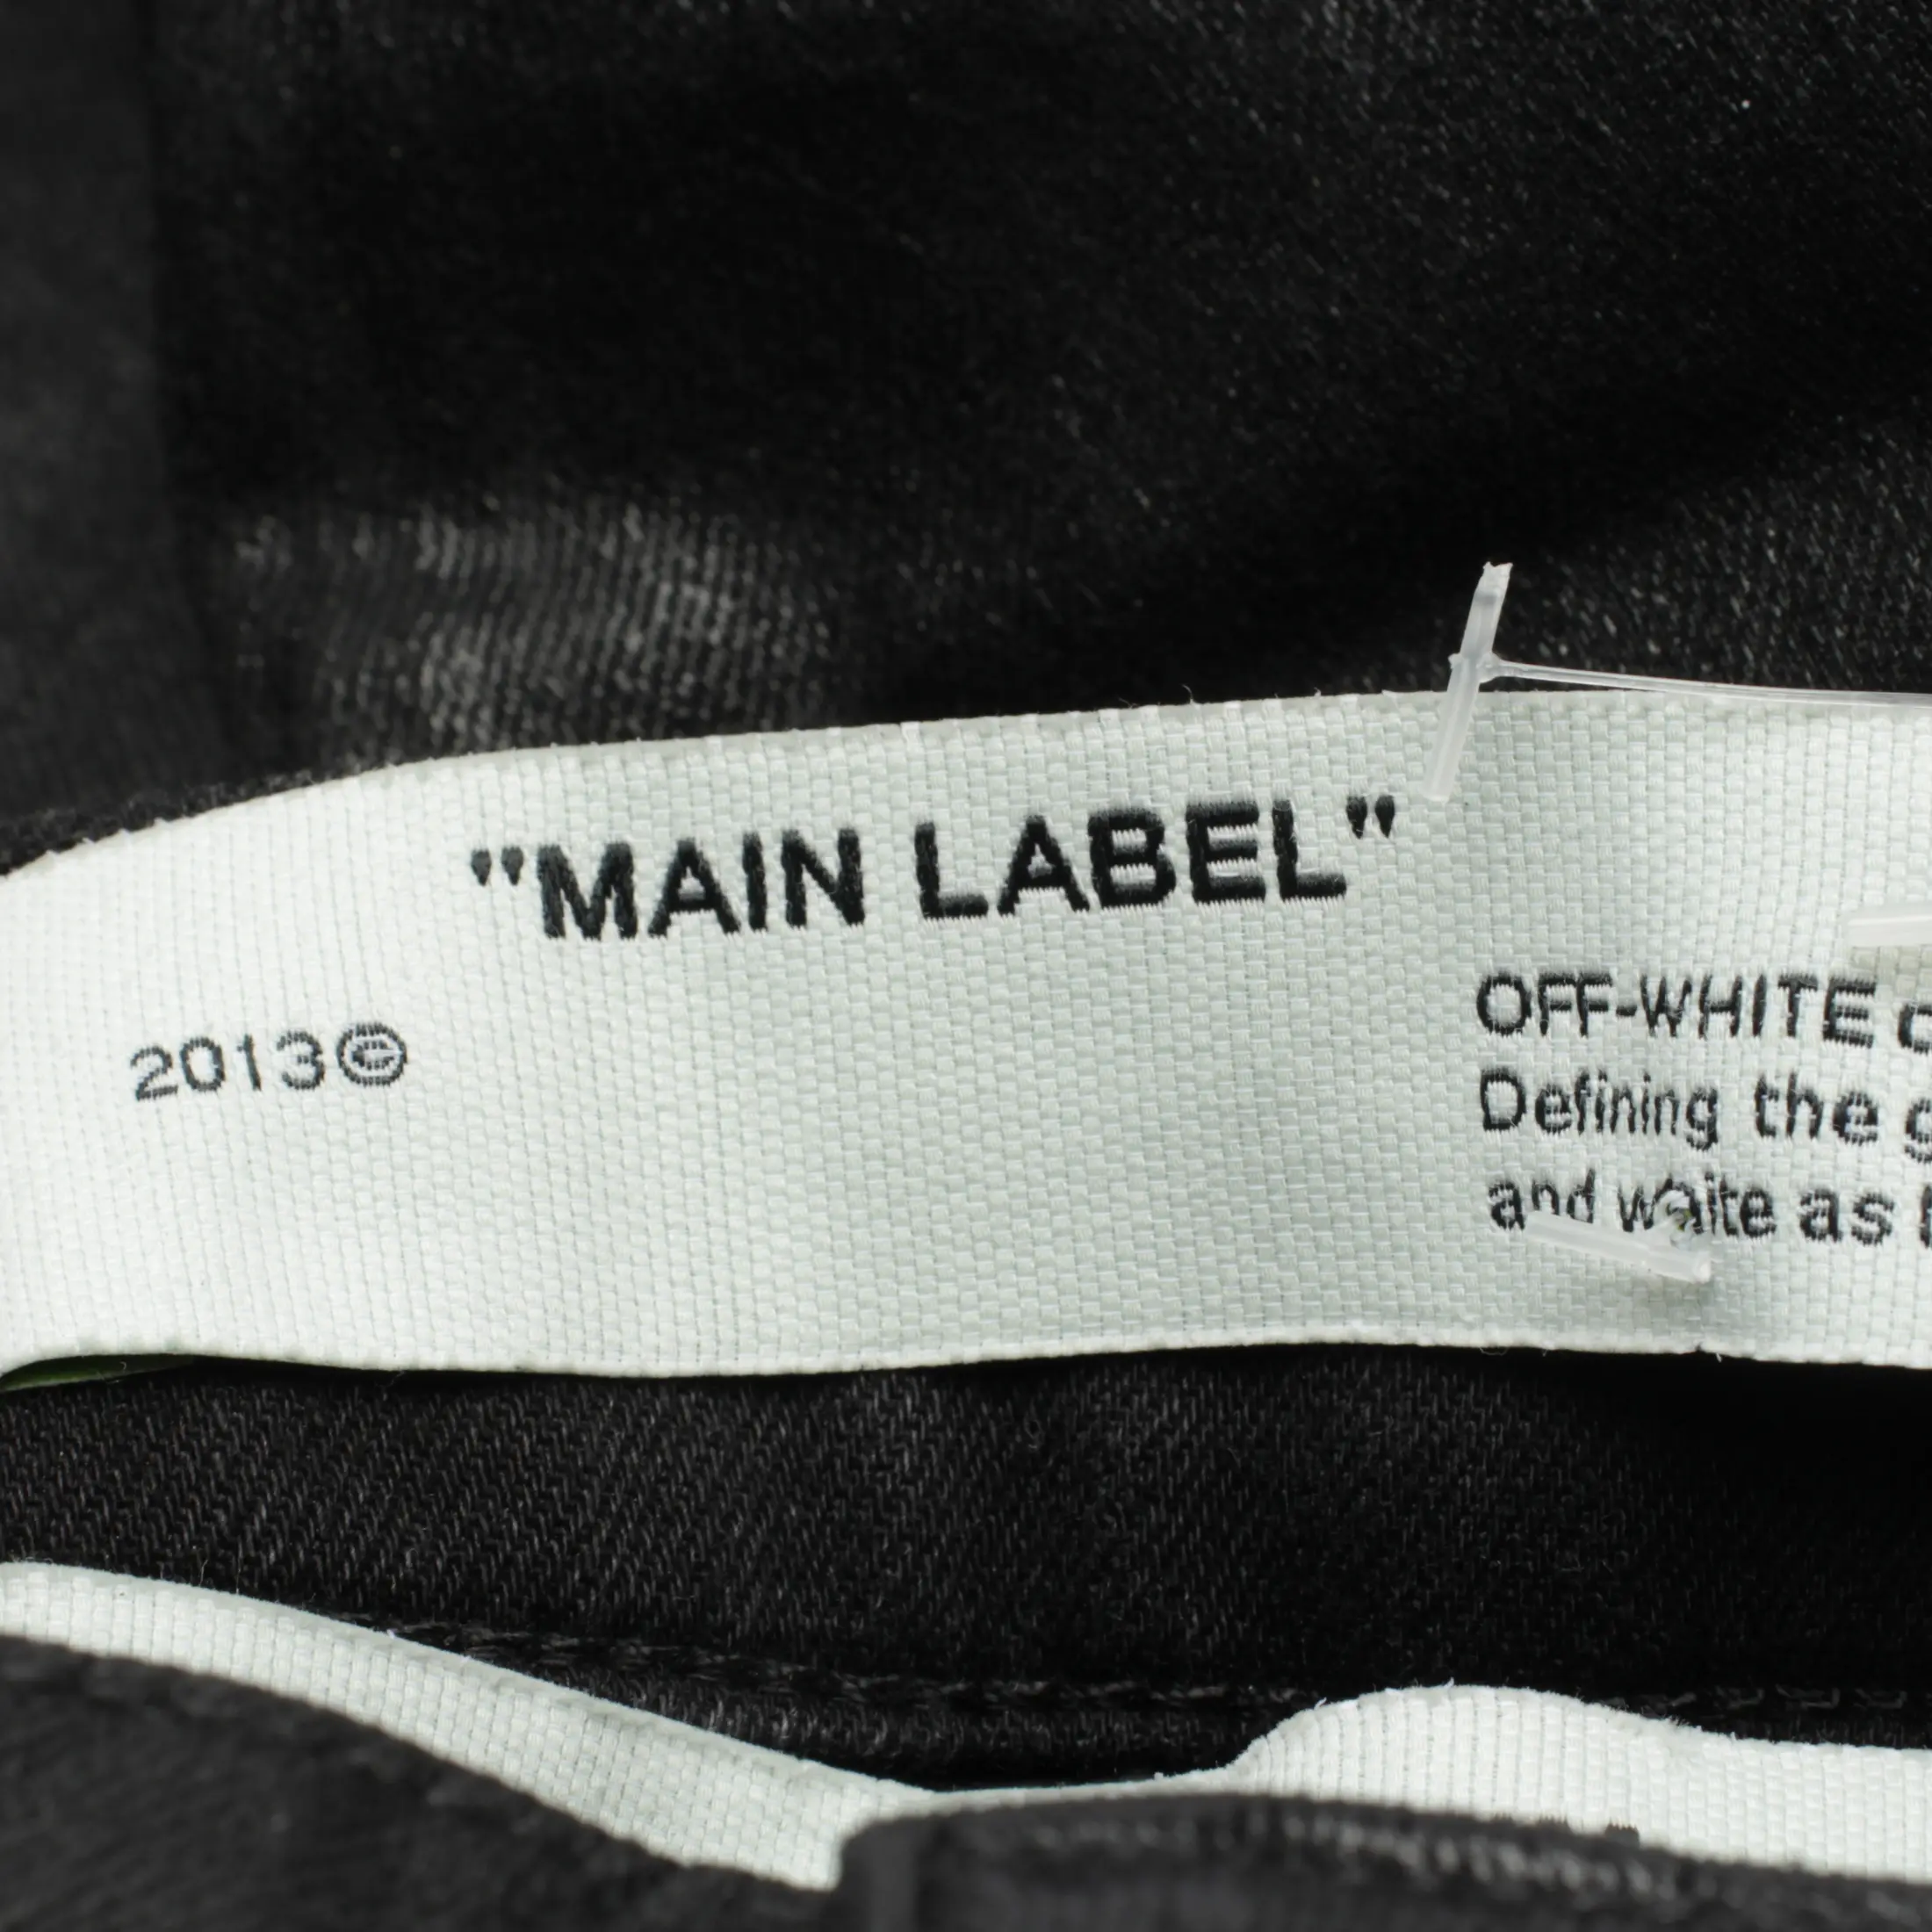 "MAIN LABEL"
2013©
OFF-WHITE
Defining the
and white as